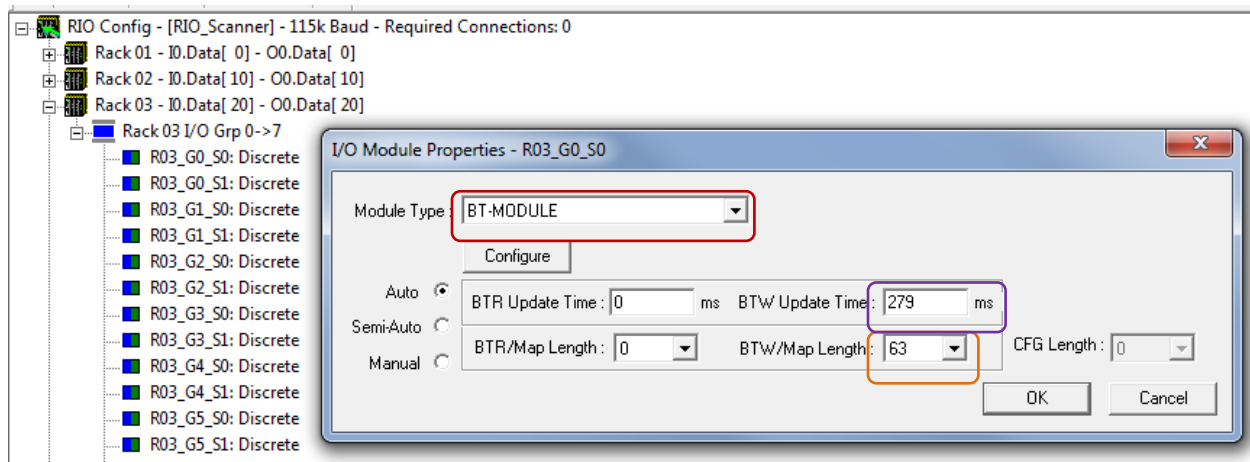 RIO Config - [RIO_Scanner] - 115k Baud - Required Connections: 0
Rack 01 - I0.Data[ 0] - O0.Data[ 0]
Rack 02 - I0.Data[ 10] - O0.Data[ 10]
Rack 03 - I0.Data[ 20] - O0.Data[ 20]
Rack 03 I/O Grp 0->7
R03_G0_S0: Discrete
R03_G0_S1: Discrete
R03_G1_S0: Discrete
R03_G1_S1: Discrete
R03_G2_S0: Discrete
R03_G2_S1: Discrete
R03_G3_S0: Discrete
R03_G3_S1: Discrete
R03_G4_S0: Discrete
R03_G4_S1: Discrete
R03_G5_S0: Discrete
R03_G5_S1: Discrete
I/O Module Properties - R03_G0_S0
Module Type : BT-MODULE
Configure
Auto
BTR Update Time : 0 ms BTW Update Time : 279 ms
Semi-Auto
BTR/Map Length : 0 BTW/Map Length : 63 CFG Length : 0
Manual
OK Cancel